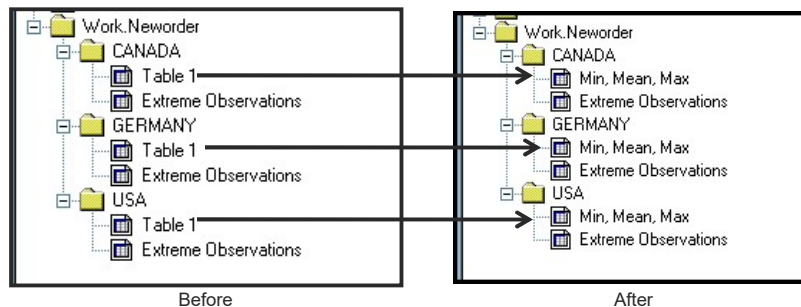 Work.Neworder
CANADA
Table 1
Extreme Observations
GERMANY
Table 1
Extreme Observations
USA
Table 1
Extreme Observations
Before
Work.Neworder
CANADA
Min, Mean, Max
Extreme Observations
GERMANY
Min, Mean, Max
Extreme Observations
USA
Min, Mean, Max
Extreme Observations
After